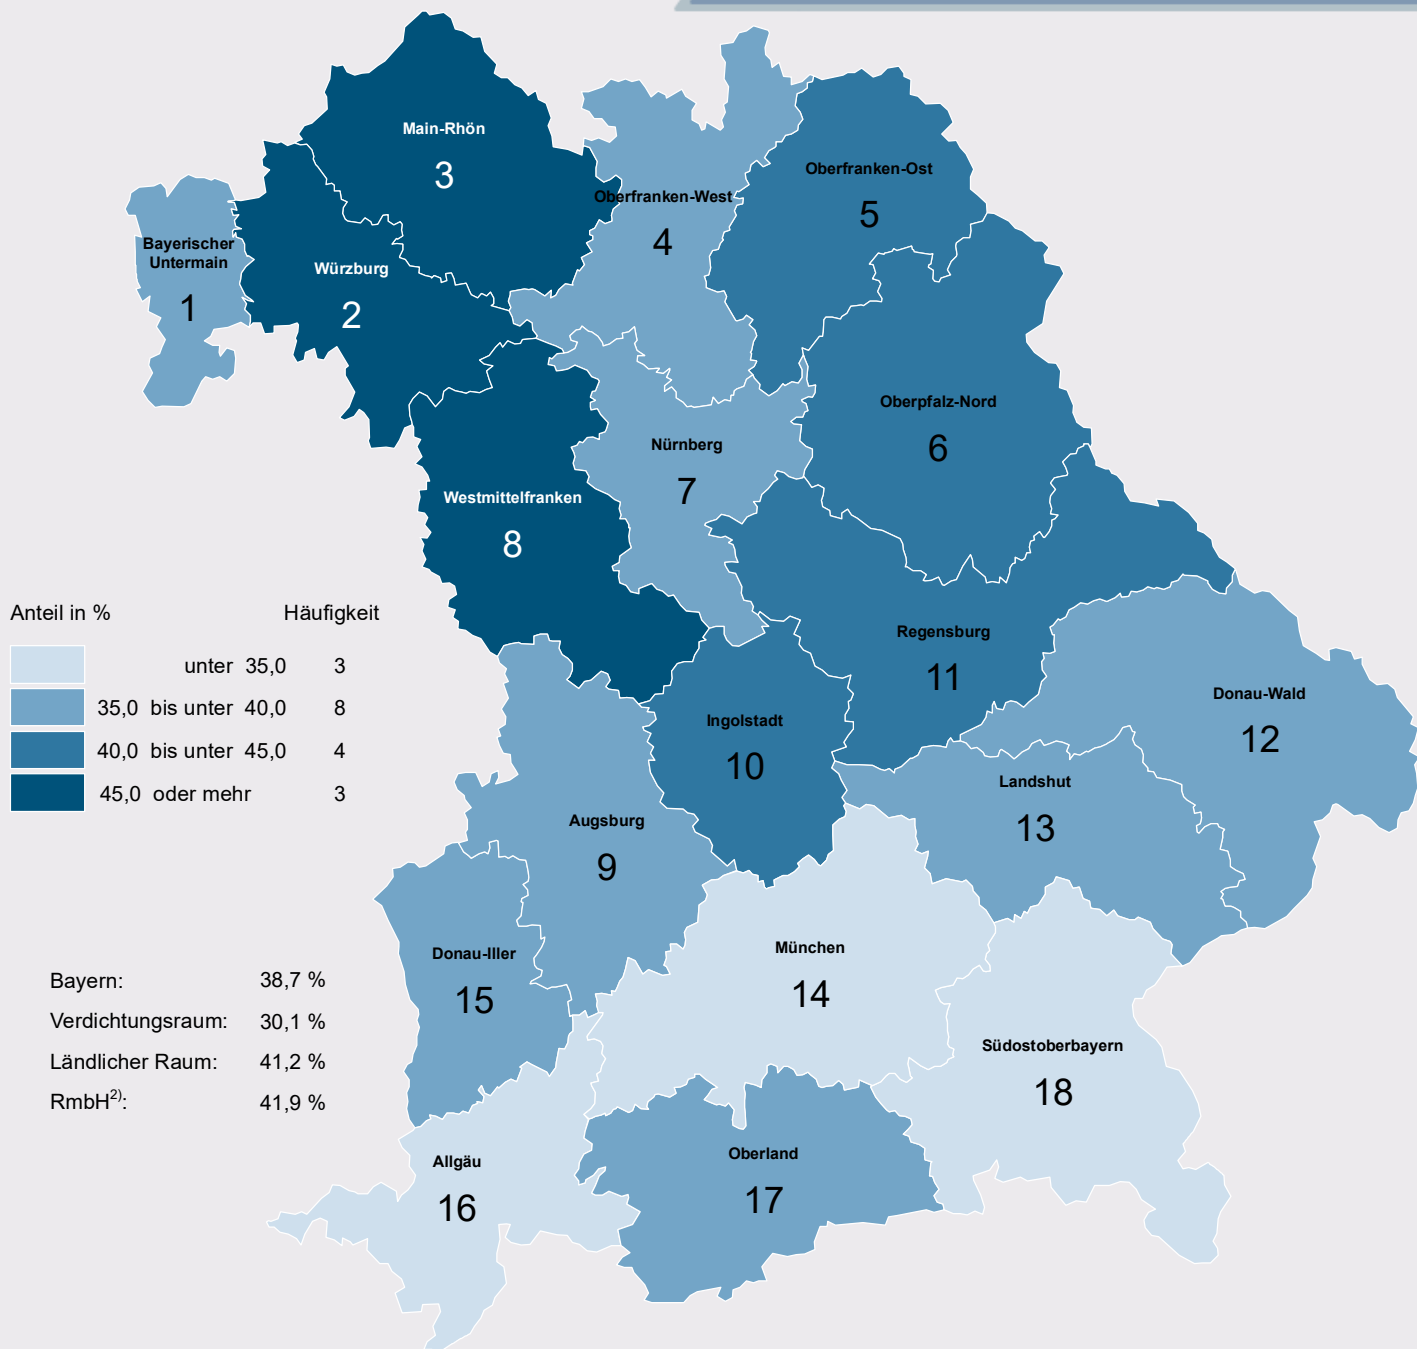 Main-Rhön
3
Oberfranken-West
4
Oberfranken-Ost
5
Bayerischer
Untermain
1
Würzburg
2
Oberpfalz-Nord
6
Nürnberg
7
Westmittelfranken
8
Regensburg
11
Donau-Wald
12
Ingolstadt
10
Landshut
13
Augsburg
9
München
14
Donau-Iller
15
Südostoberbayern
18
Allgäu
16
Oberland
17
Anteil in % Häufigkeit
unter 35,0 3
35,0 bis unter 40,0 8
40,0 bis unter 45,0 4
45,0 oder mehr 3
Bayern: 38,7 %
Verdichtungsraum: 30,1 %
Ländlicher Raum: 41,2 %
RmbH²⁾: 41,9 %